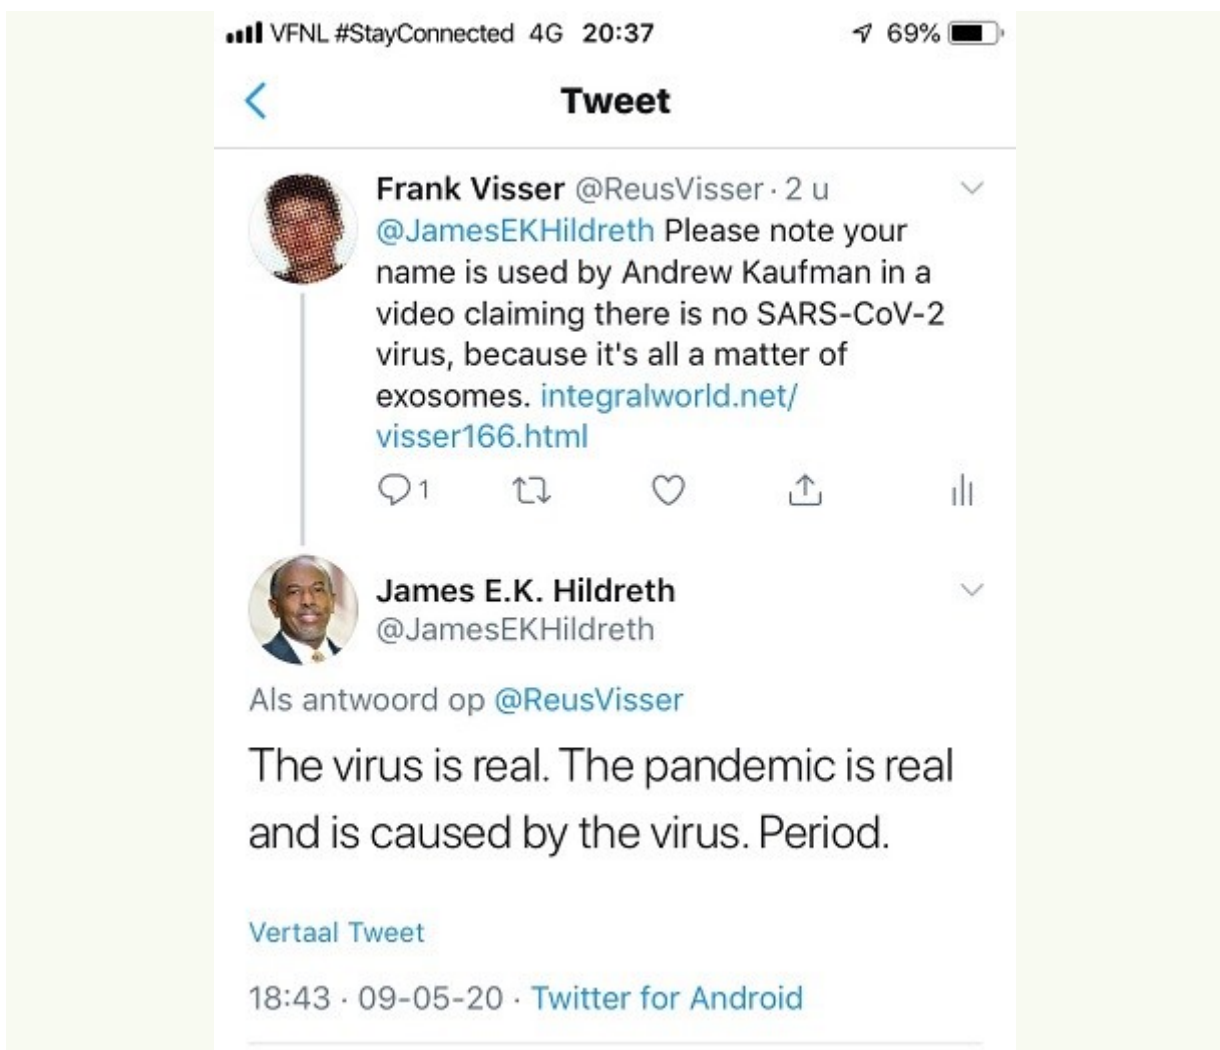 VFNL #StayConnected 4G 20:37 69%
Tweet
Frank Visser @ReusVisser · 2 u
@JamesEKHildreth Please note your
name is used by Andrew Kaufman in a
video claiming there is no SARS-CoV-2
virus, because it's all a matter of
exosomes. integralworld.net/
visser166.html
1
James E.K. Hildreth
@JamesEKHildreth
Als antwoord op @ReusVisser
The virus is real. The pandemic is real
and is caused by the virus. Period.
Vertaal Tweet
18:43 · 09-05-20 · Twitter for Android